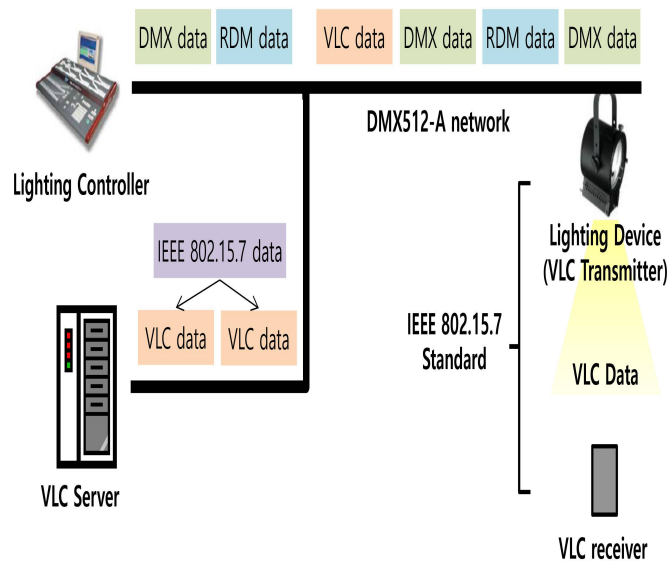 DMX data
RDM data
VLC data
DMX data
RDM data
DMX data
DMX512-A network
Lighting Controller
Lighting Device
(VLC Transmitter)
IEEE 802.15.7 data
VLC data
VLC data
IEEE 802.15.7
Standard
VLC Data
VLC Server
VLC receiver